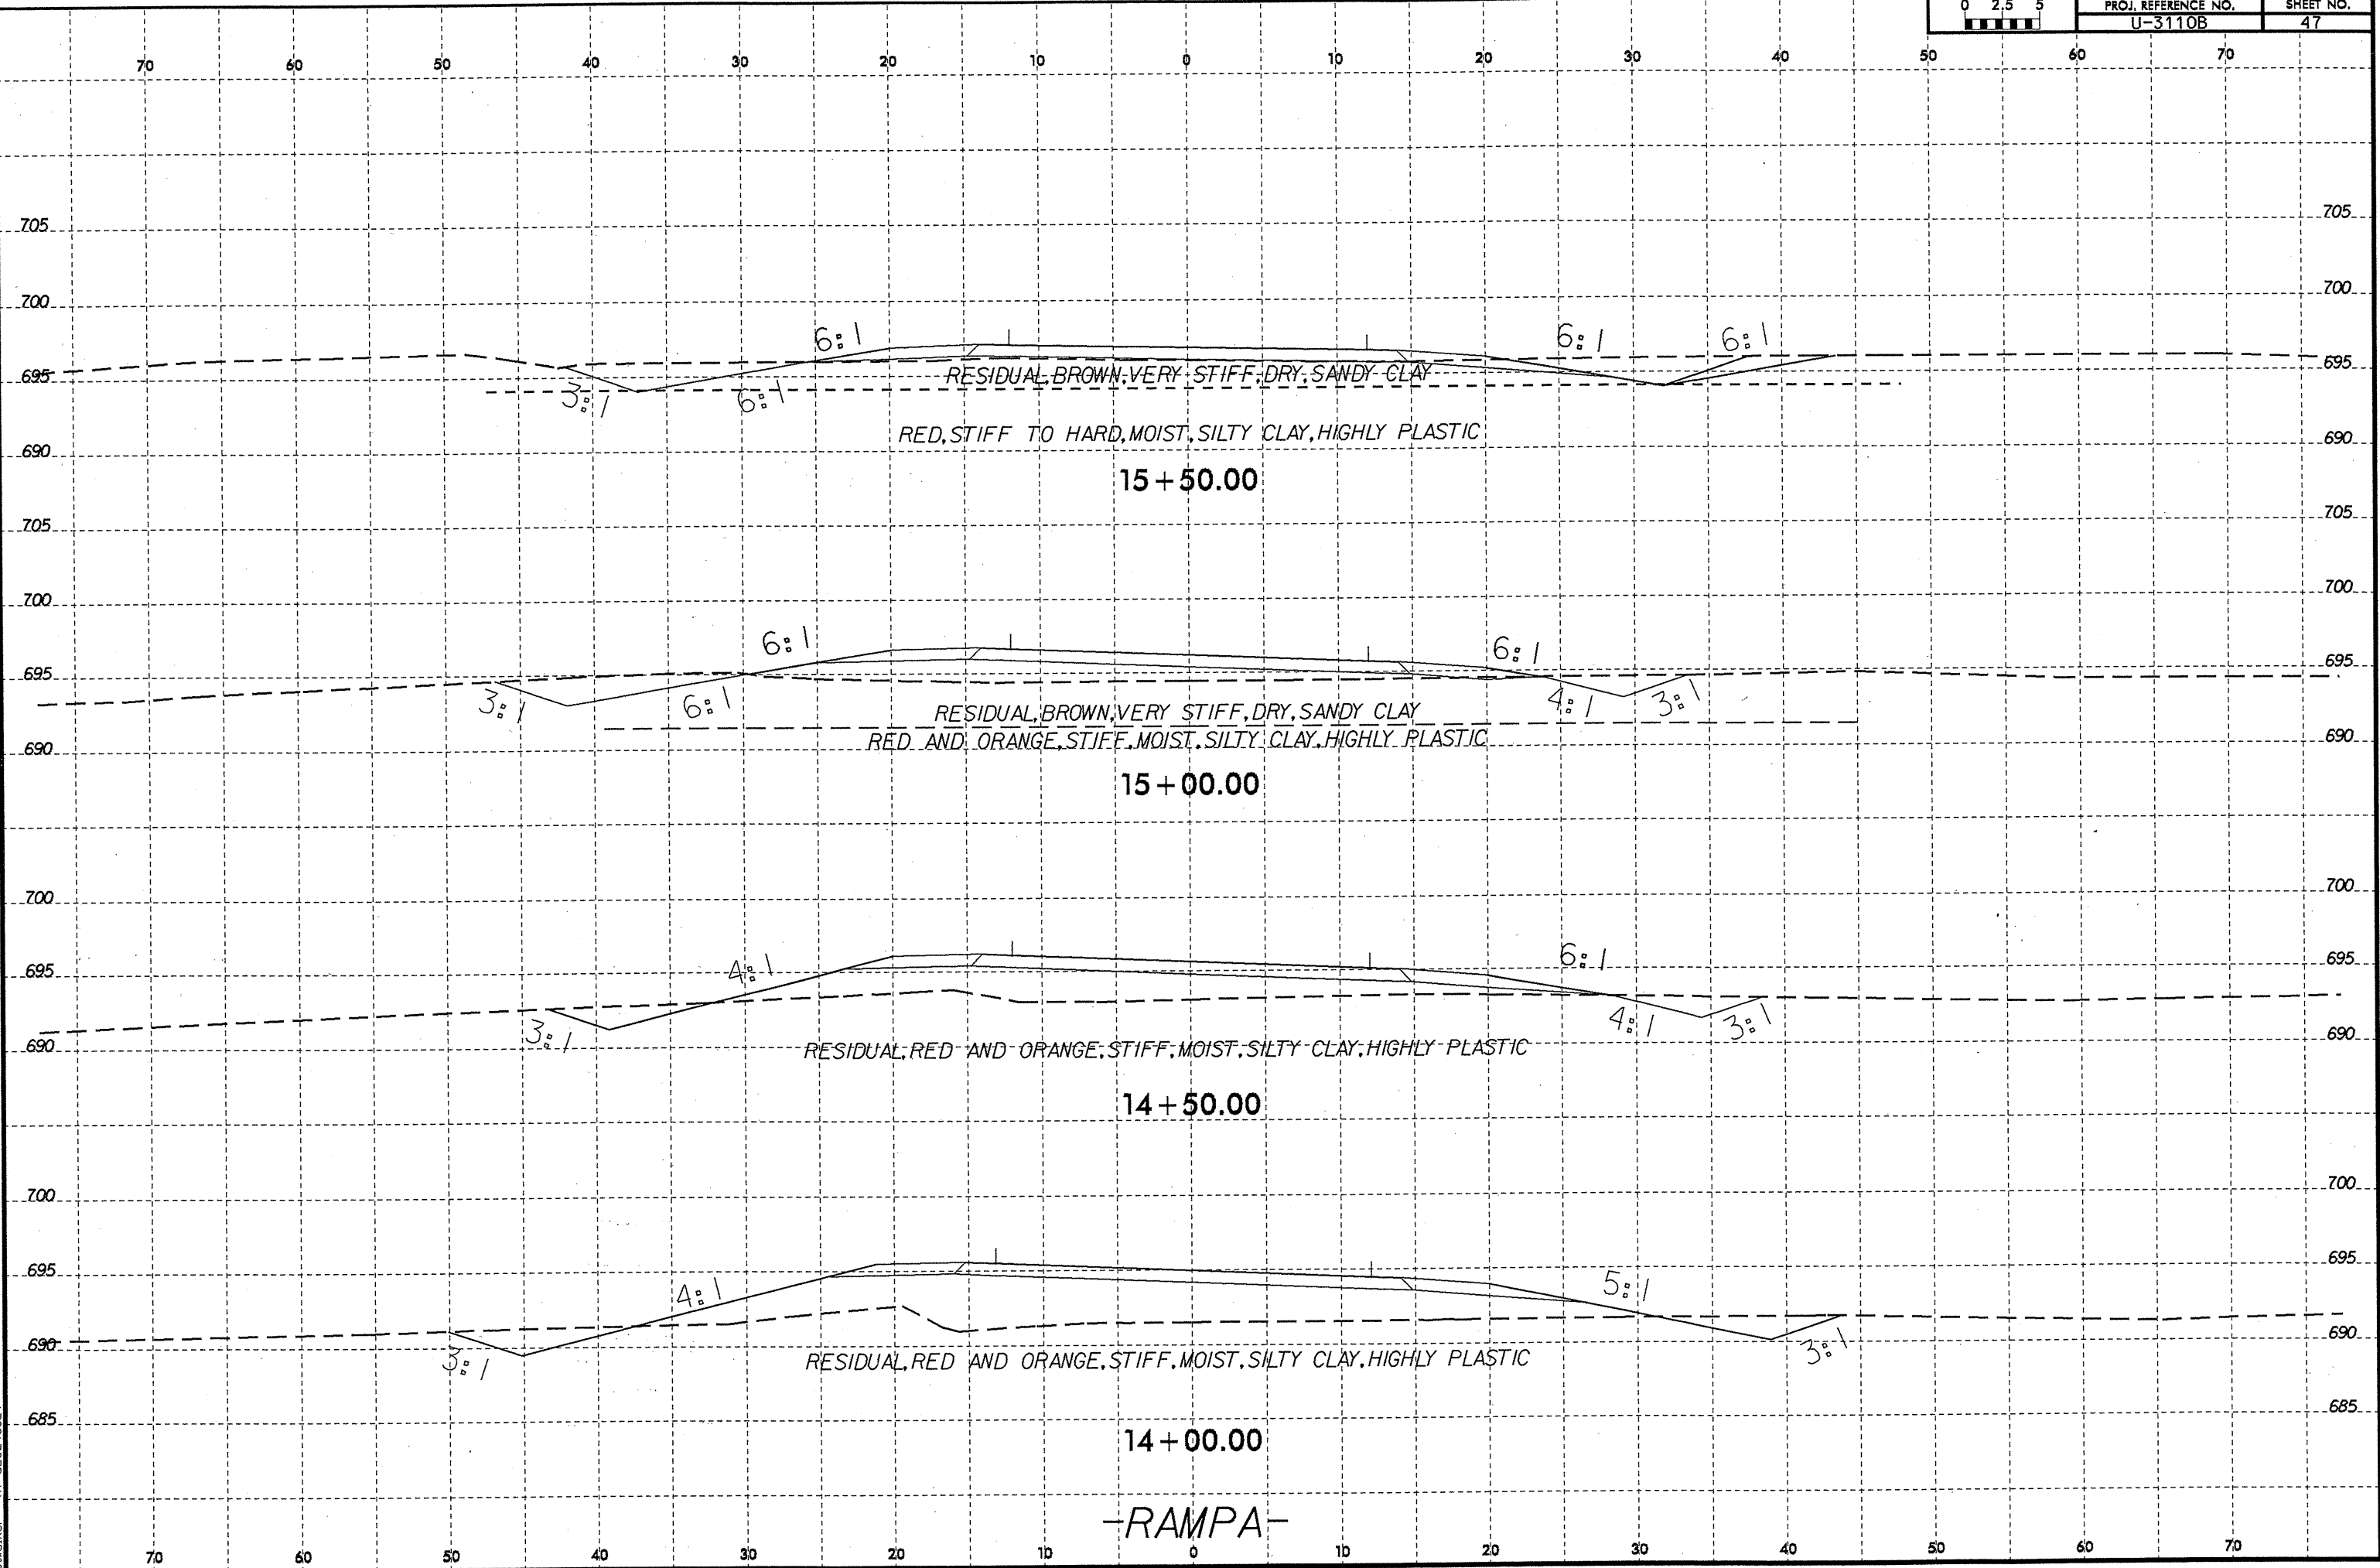 0 2.5 5 PROJ. REFERENCE NO. SHEET NO.
U-3110B 47
70 60 50 40 30 20 10 0 10 20 30 40 50 60 70
705 705
700 700
6:1 6:1 6:1
695 RESIDUAL, BROWN, VERY STIFF, DRY, SANDY CLAY 695
3:1 6:1
RED, STIFF TO HARD, MOIST, SILTY CLAY, HIGHLY PLASTIC
690 690
15+50.00
705 705
700 700
6:1 6:1
695 695
3:1 6:1 4:1 3:1
RESIDUAL, BROWN, VERY STIFF, DRY, SANDY CLAY
690 RED AND ORANGE, STIFF, MOIST, SILTY CLAY, HIGHLY PLASTIC 690
15+00.00
700 700
4:1 6:1
695 695
3:1 4:1 3:1
690 RESIDUAL, RED AND ORANGE, STIFF, MOIST, SILTY CLAY, HIGHLY PLASTIC 690
14+50.00
700 700
695 695
4:1 5:1
690 690
3:1 RESIDUAL, RED AND ORANGE, STIFF, MOIST, SILTY CLAY, HIGHLY PLASTIC 3:1
685 685
14+00.00
-RAMPA-
70 60 50 40 30 20 10 0 10 20 30 40 50 60 70